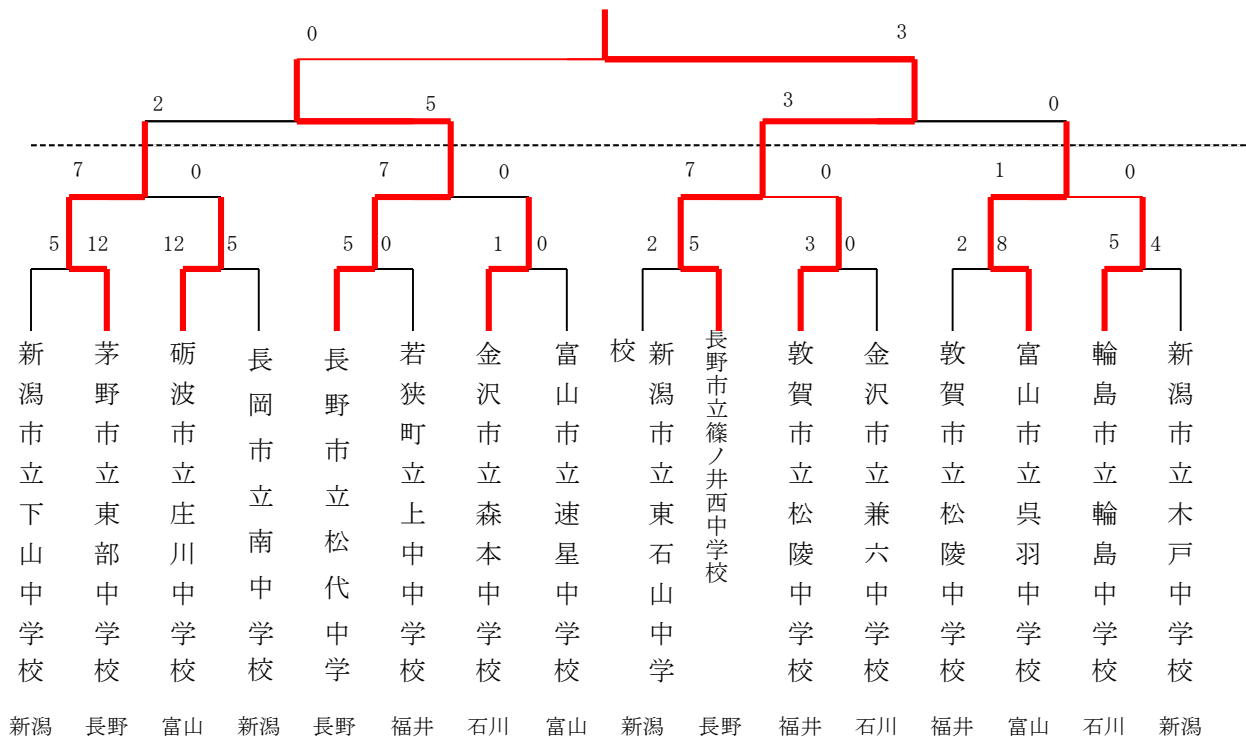 0 3
2 5 3 0
7 0 7 0 7 0 1 0
5 12 12 5 5 0 1 0 2 5 3 0 2 8 5 4
新潟市立下山中学校
茅野市立東部中学校
砺波市立庄川中学校
長岡市立南中学校
長野市立松代中学
若狭町立上中中学校
金沢市立森本中学校
富山市立速星中学校
新潟市立東石山中学
校
長野市立篠ノ井西中学校
敦賀市立松陵中学校
金沢市立兼六中学校
敦賀市立松陵中学校
富山市立呉羽中学校
輪島市立輪島中学校
新潟市立木戸中学校
新潟 長野 富山 新潟 長野 福井 石川 富山 新潟 長野 福井 石川 福井 富山 石川 新潟